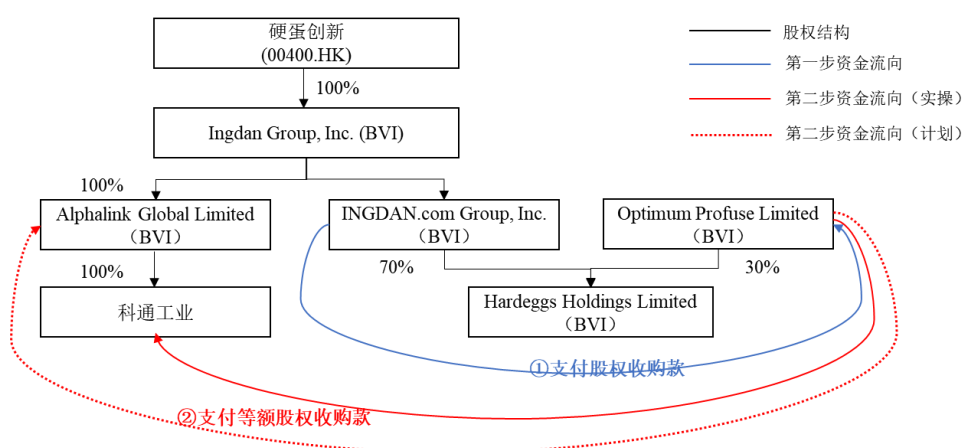 硬蛋创新
(00400.HK)
股权结构
第一步资金流向
第二步资金流向（实操）
第二步资金流向（计划）
100%
Ingdan Group, Inc. (BVI)
100%
Alphalink Global Limited
（BVI）
INGDAN.com Group, Inc.
（BVI）
Optimum Profuse Limited
（BVI）
100%
70%
30%
科通工业
Hardeggs Holdings Limited
（BVI）
①支付股权收购款
②支付等额股权收购款